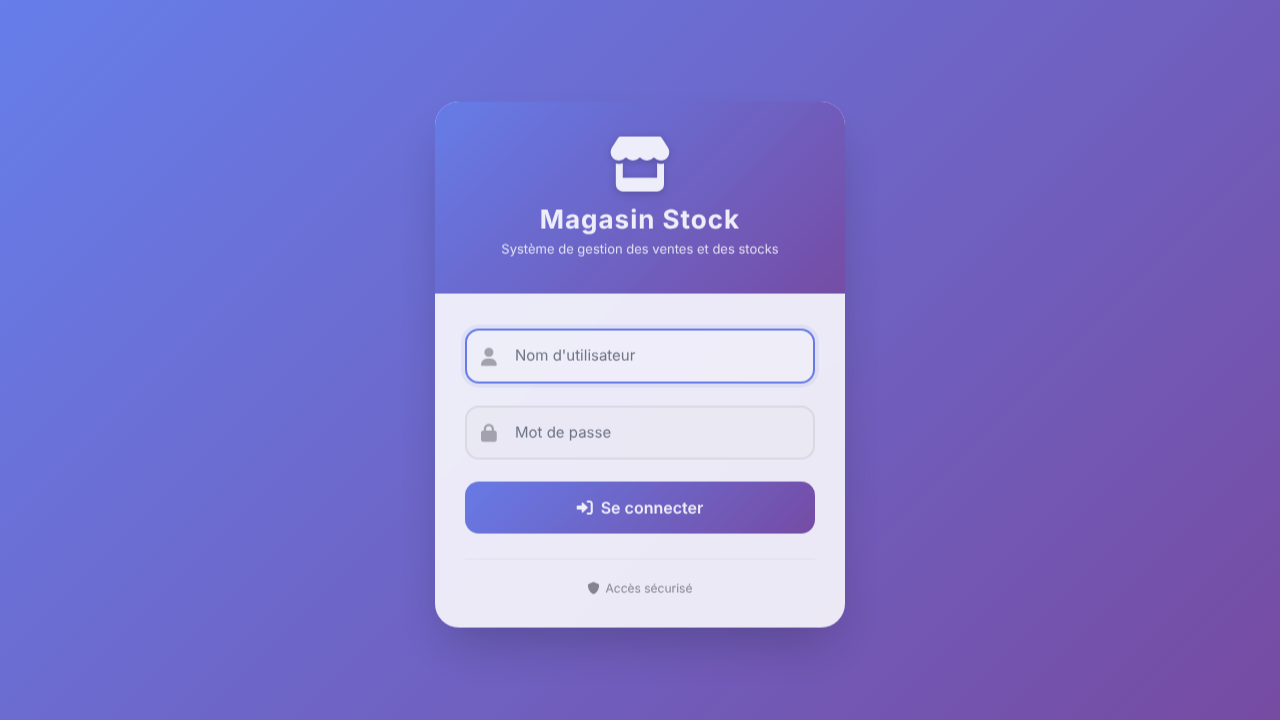 Magasin Stock
Système de gestion des ventes et des stocks
Nom d'utilisateur
Mot de passe
Se connecter
Accès sécurisé